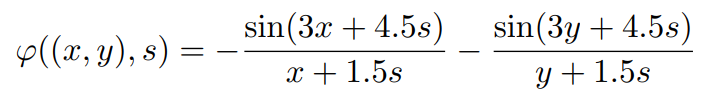 φ((x, y), s) = − sin(3x + 4.5s) / x + 1.5s − sin(3y + 4.5s) / y + 1.5s